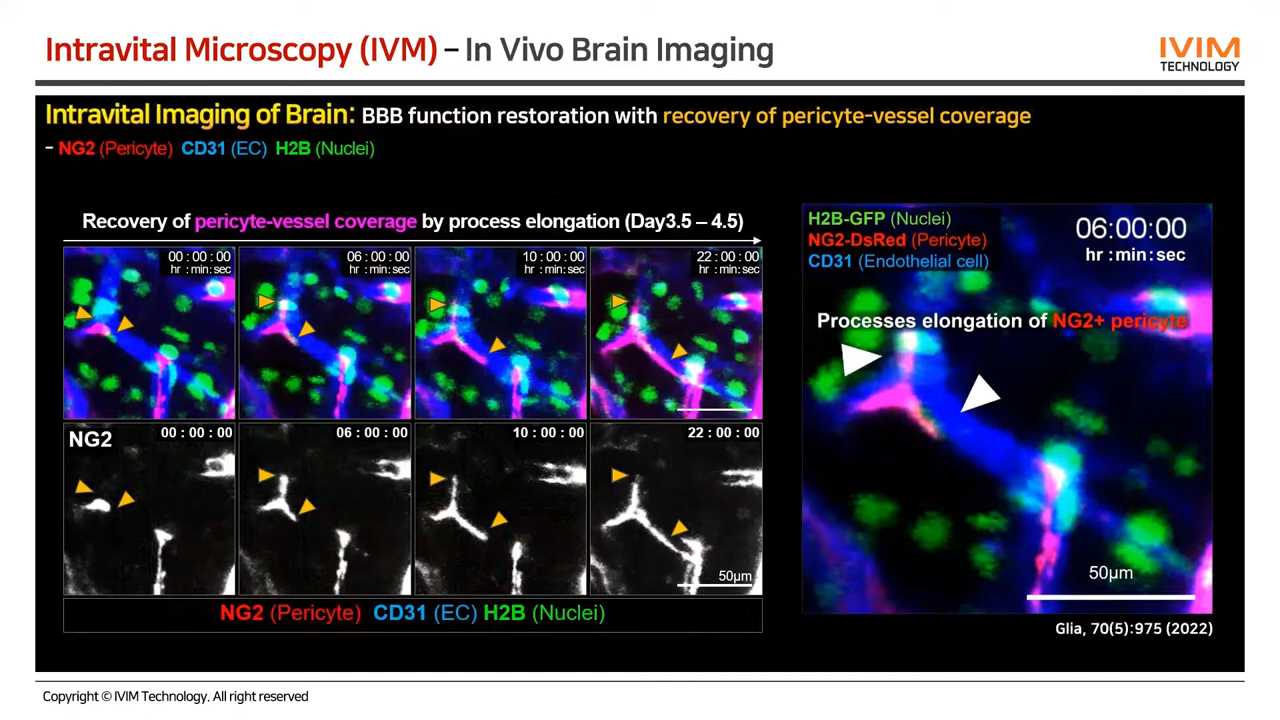 Intravital Microscopy (IVM) – In Vivo Brain Imaging
IVIM
TECHNOLOGY
Intravital Imaging of Brain: BBB function restoration with recovery of pericyte-vessel coverage
- NG2 (Pericyte) CD31 (EC) H2B (Nuclei)
Recovery of pericyte-vessel coverage by process elongation (Day3.5 – 4.5)
00 : 00 : 00
hr : min: sec
06 : 00 : 00
hr : min: sec
10 : 00 : 00
hr : min: sec
22 : 00 : 00
hr : min: sec
NG2
00 : 00 : 00
06 : 00 : 00
10 : 00 : 00
22 : 00 : 00
50μm
NG2 (Pericyte) CD31 (EC) H2B (Nuclei)
H2B-GFP (Nuclei)
NG2-DsRed (Pericyte)
CD31 (Endothelial cell)
06:00:00
hr : min: sec
Processes elongation of NG2+ pericyte
50μm
Glia, 70(5):975 (2022)
Copyright © IVIM Technology. All right reserved